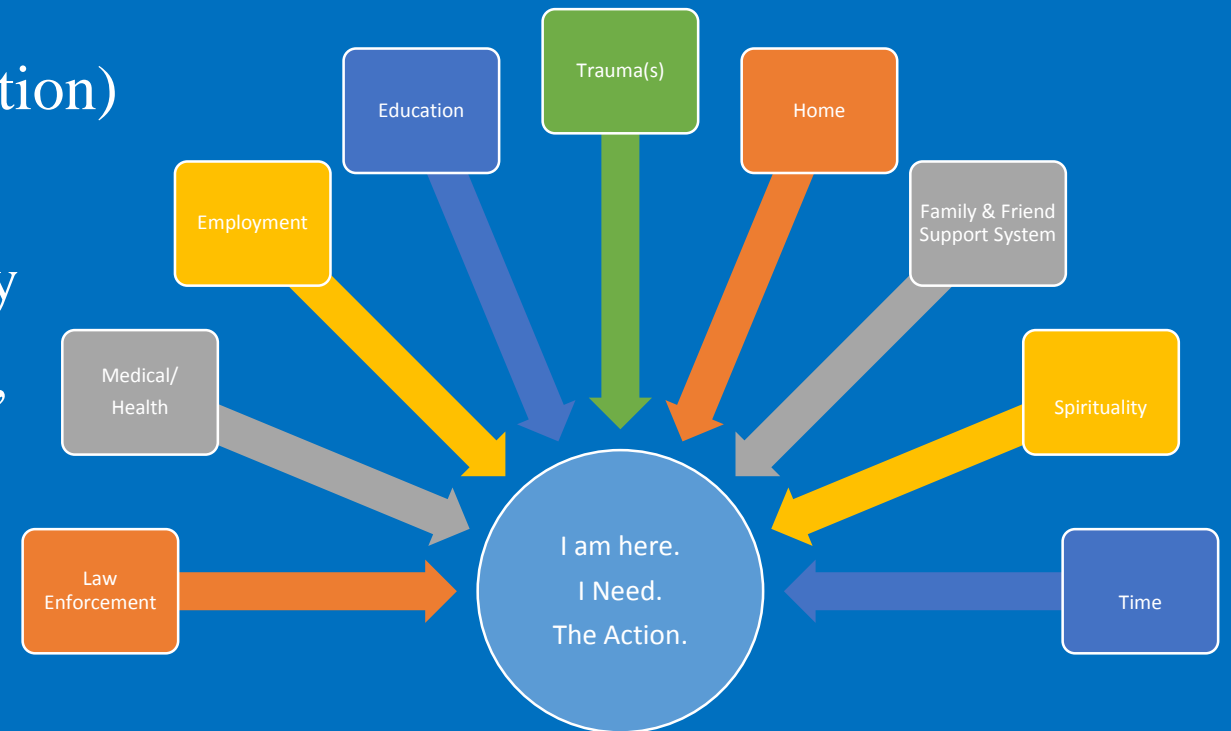 tion)
y
,
Trauma(s)
Education
Home
Employment
Family & Friend
Support System
Medical/
Health
Spirituality
Law
Enforcement
Time
I am here.
I Need.
The Action.